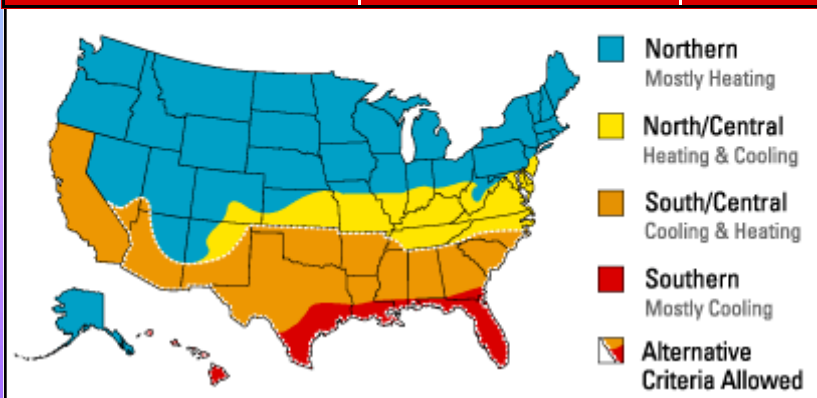 Northern
Mostly Heating
North/Central
Heating & Cooling
South/Central
Cooling & Heating
Southern
Mostly Cooling
Alternative
Criteria Allowed